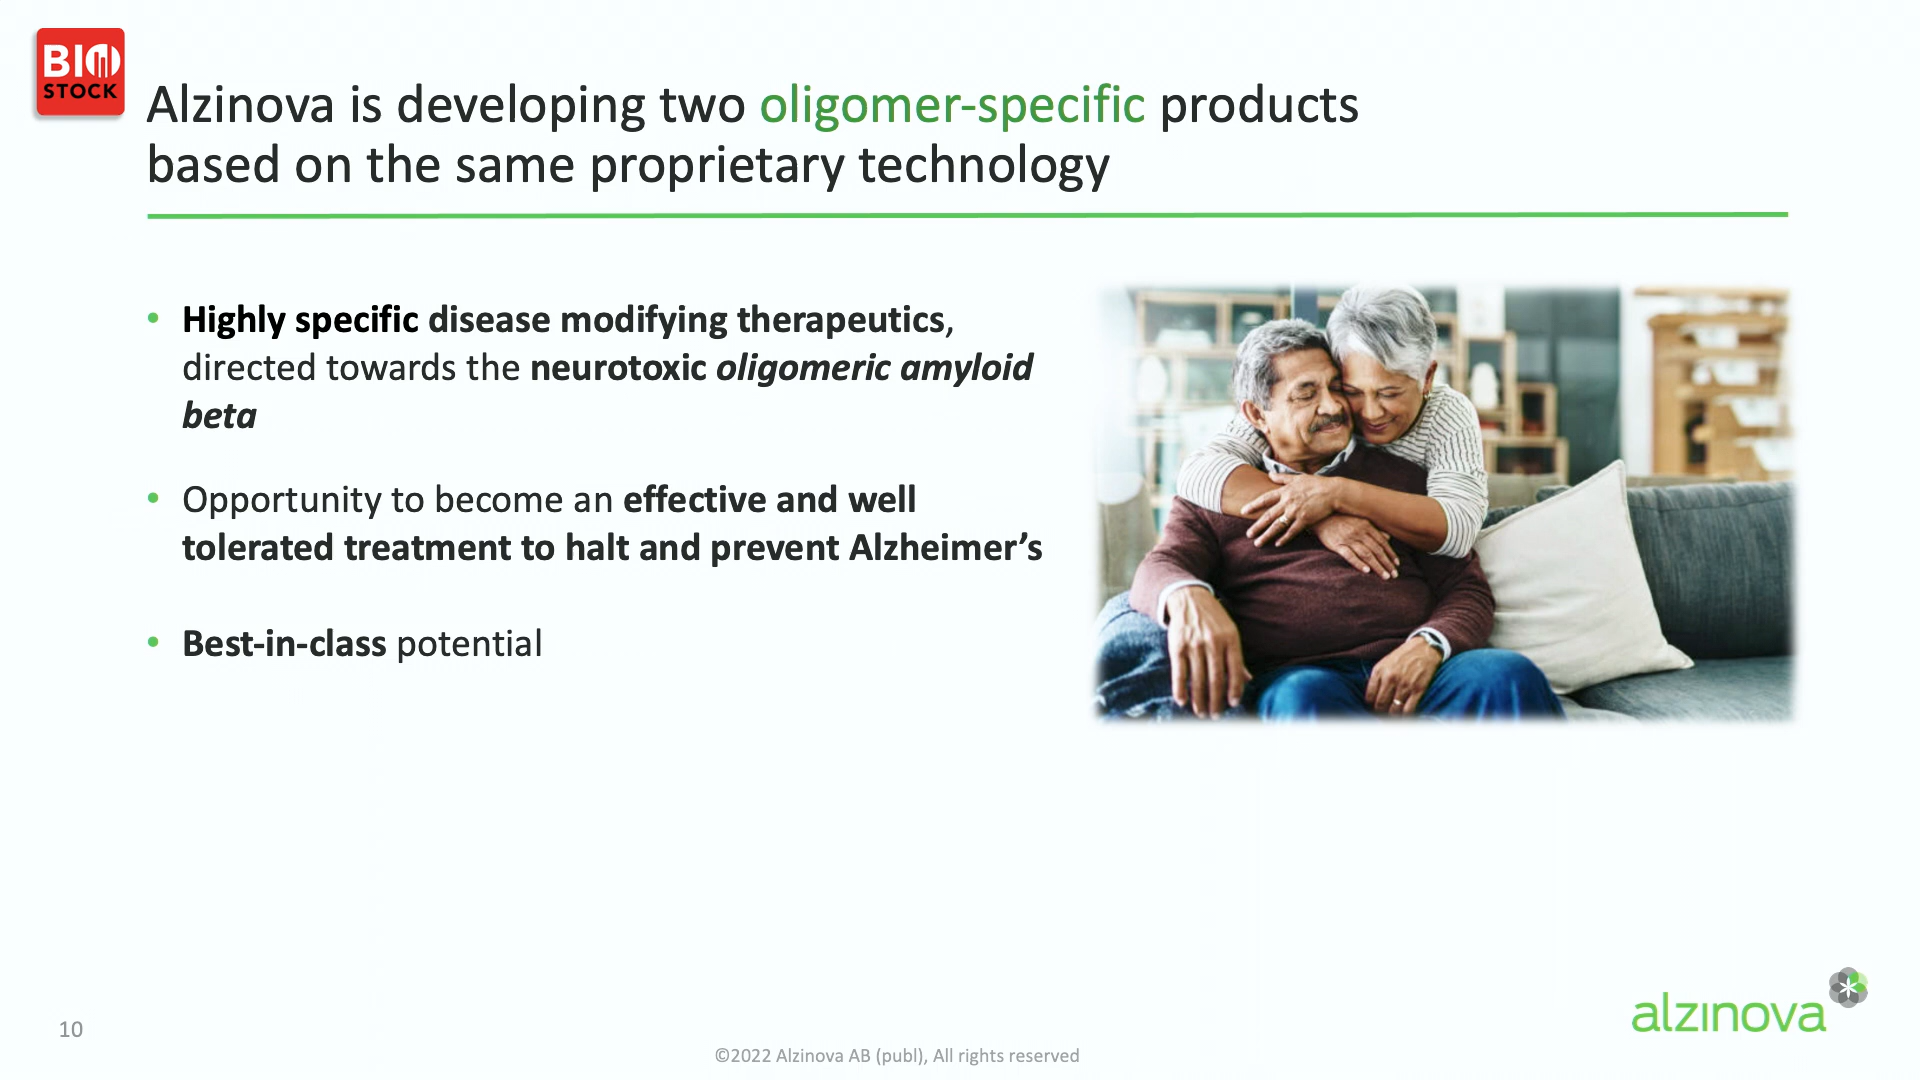 BIO
STOCK
Alzinova is developing two oligomer-specific products
based on the same proprietary technology
• Highly specific disease modifying therapeutics,
directed towards the neurotoxic oligomeric amyloid
beta
• Opportunity to become an effective and well
tolerated treatment to halt and prevent Alzheimer’s
• Best-in-class potential
alzinova
10
©2022 Alzinova AB (publ), All rights reserved